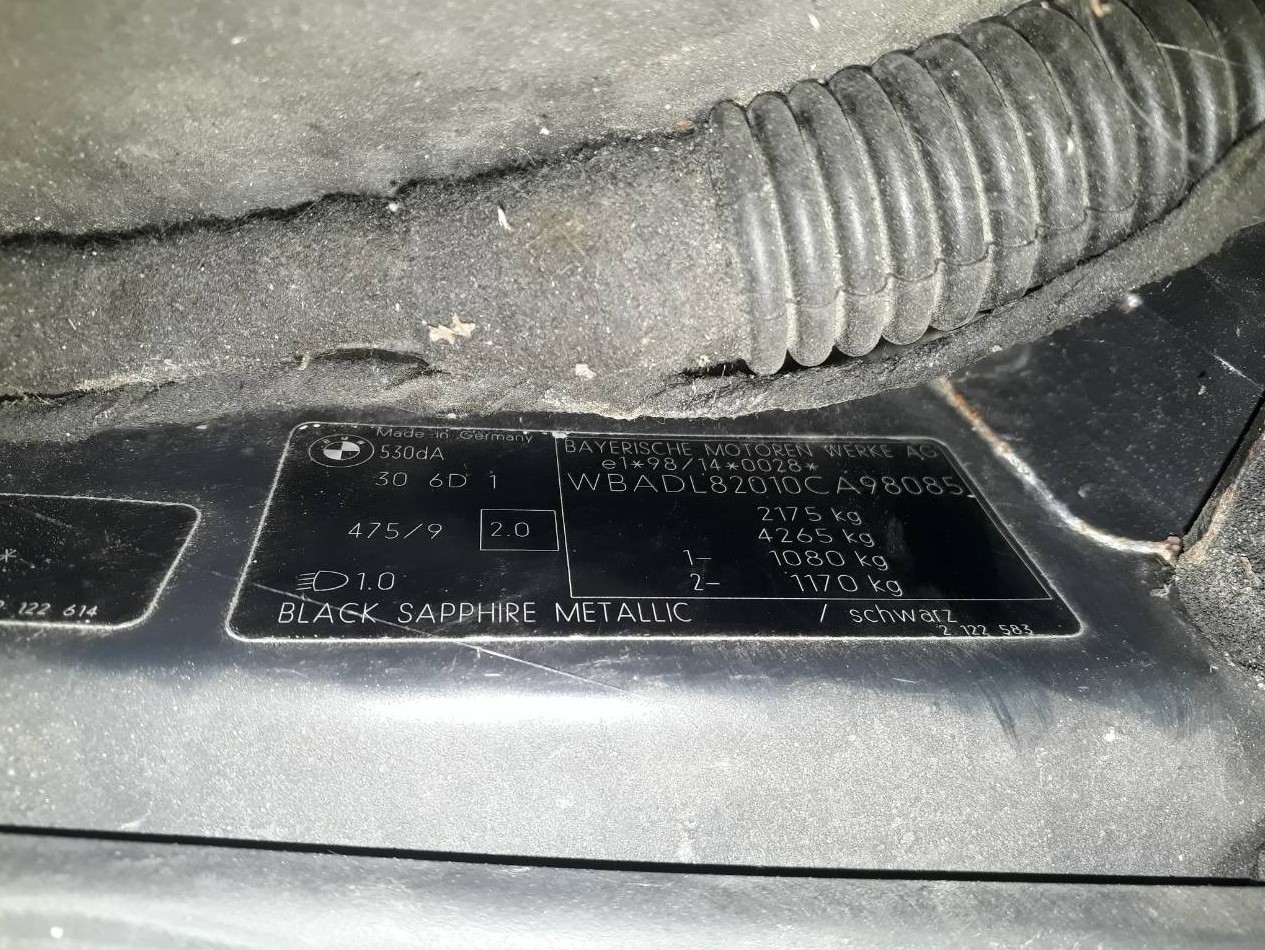 Made in Germany
530dA
30 6D 1
475/9 2.0
1.0
BLACK SAPPHIRE METALLIC / schwarz
2 122 583
BAYERISCHE MOTOREN WERKE AG
e1*98/14*0028*
WBADL82010CA98085
2175 kg
4265 kg
1- 1080 kg
2- 1170 kg
*
2 122 614